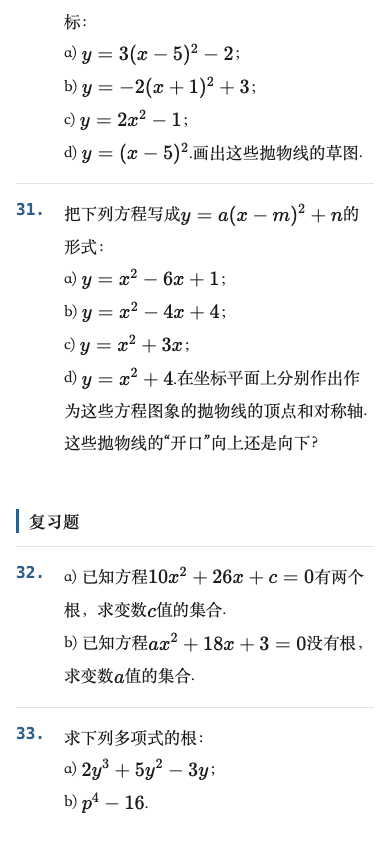 标:
a) y = 3(x − 5)² − 2;
b) y = −2(x + 1)² + 3;
c) y = 2x² − 1;
d) y = (x − 5)².画出这些抛物线的草图.
31. 把下列方程写成y = a(x − m)² + n的
形式:
a) y = x² − 6x + 1;
b) y = x² − 4x + 4;
c) y = x² + 3x;
d) y = x² + 4.在坐标平面上分别作出作
为这些方程图象的抛物线的顶点和对称轴.
这些抛物线的“开口”向上还是向下?
复习题
32. a) 已知方程10x² + 26x + c = 0有两个
根, 求变数c值的集合.
b) 已知方程ax² + 18x + 3 = 0没有根,
求变数a值的集合.
33. 求下列多项式的根:
a) 2y³ + 5y² − 3y;
b) p⁴ − 16.